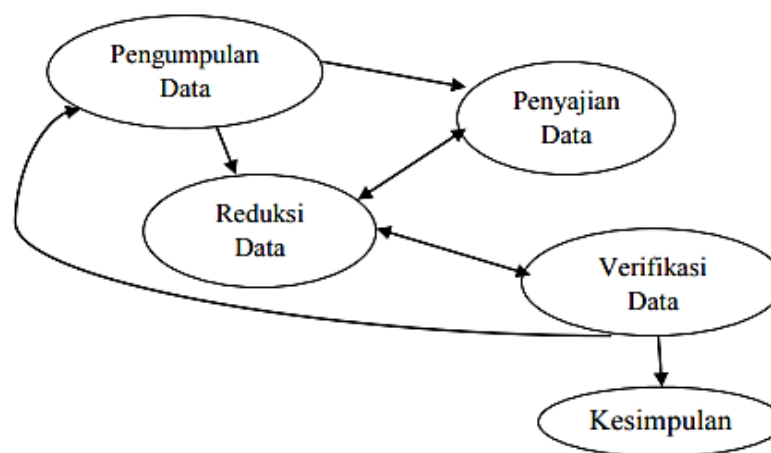 Pengumpulan
Data
Penyajian
Data
Reduksi
Data
Verifikasi
Data
Kesimpulan